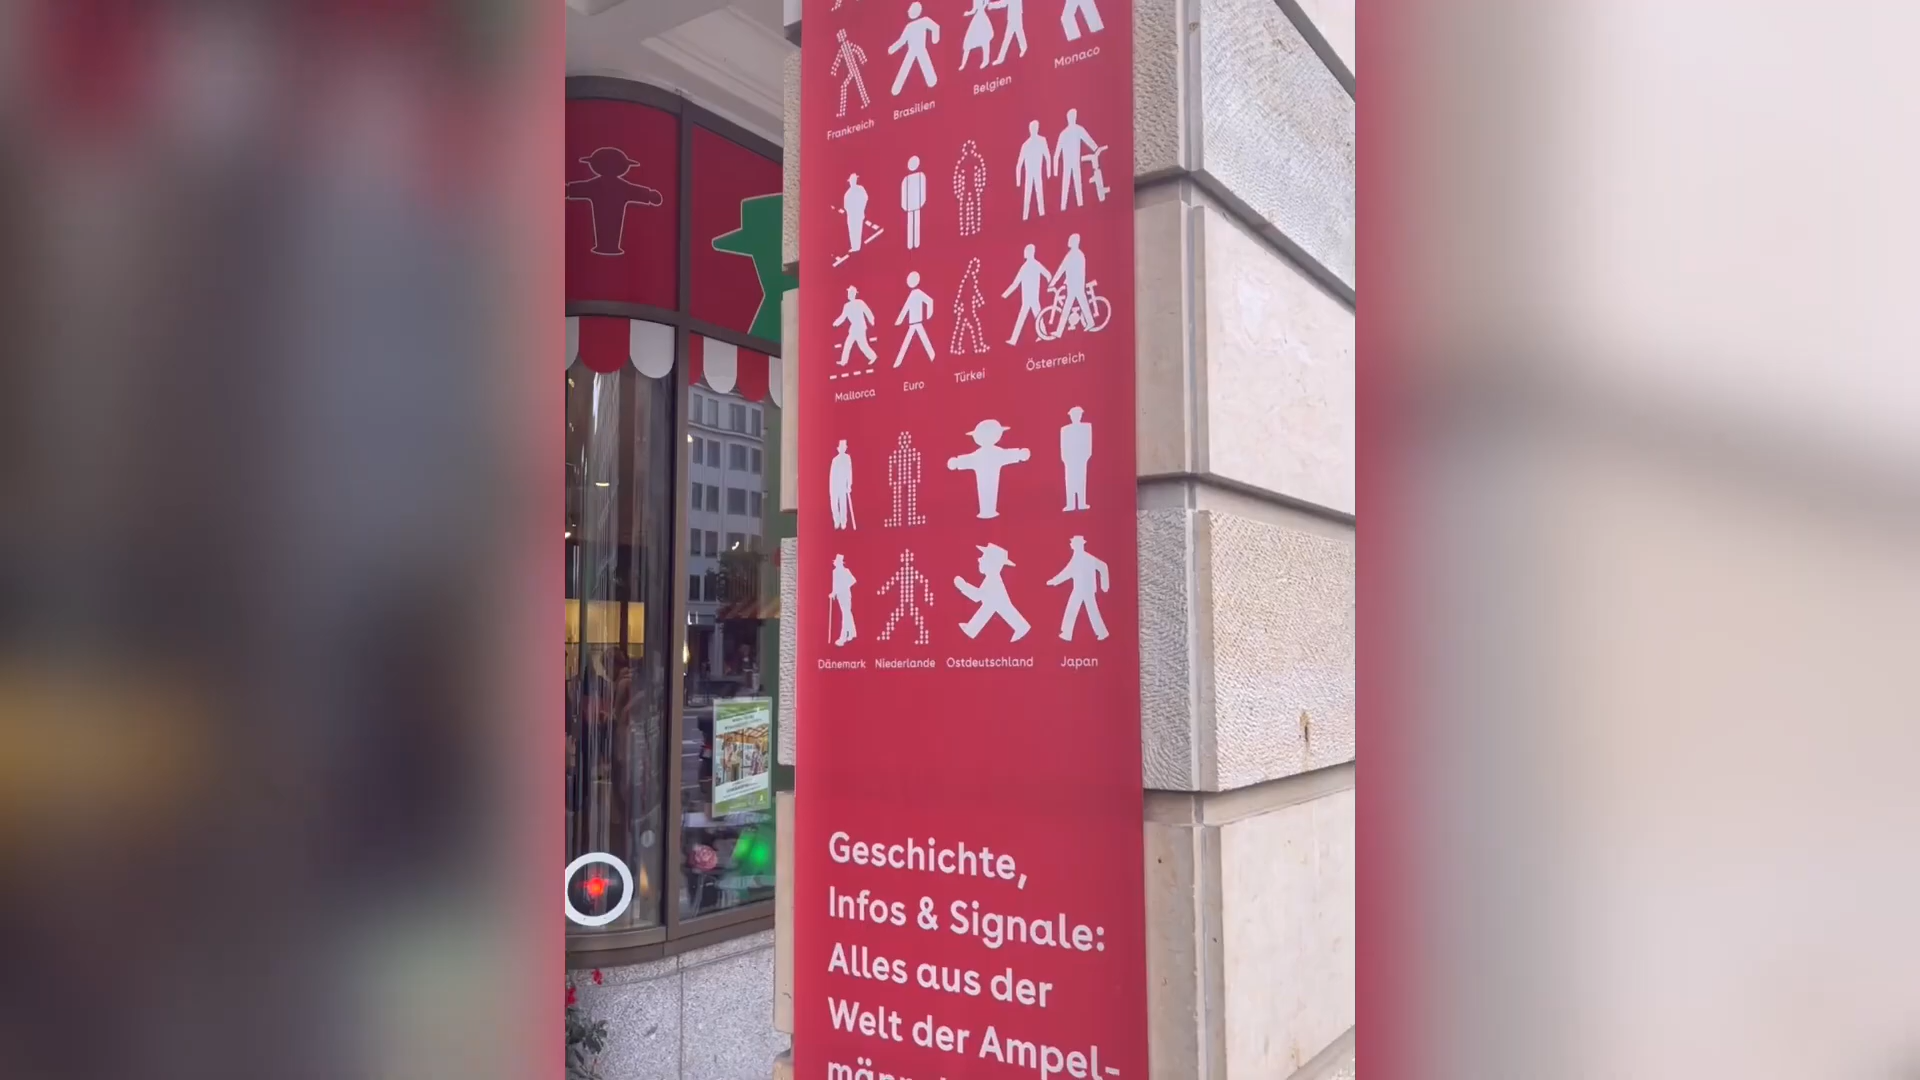 Frankreich Brasilien Belgien Monaco
Mallorca Euro Türkei Österreich
Dänemark Niederlande Ostdeutschland Japan
Geschichte,
Infos & Signale:
Alles aus der
Welt der Ampel-